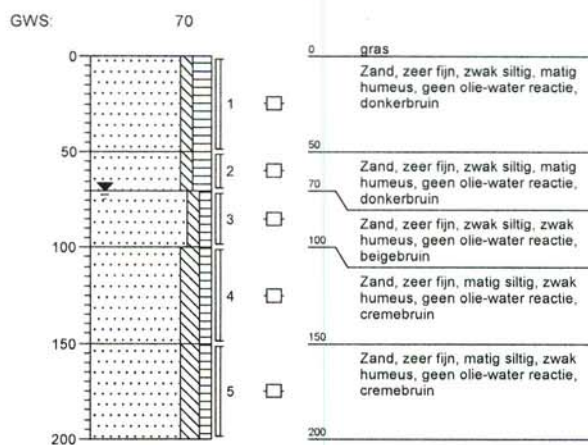 GWS: 70
0
50
100
150
200
1
2
3
4
5
0 gras
Zand, zeer fijn, zwak siltig, matig
humeus, geen olie-water reactie,
donkerbruin
50
Zand, zeer fijn, zwak siltig, matig
humeus, geen olie-water reactie,
donkerbruin
70
Zand, zeer fijn, zwak siltig, zwak
humeus, geen olie-water reactie,
beigebruin
100
Zand, zeer fijn, matig siltig, zwak
humeus, geen olie-water reactie,
cremebruin
150
Zand, zeer fijn, matig siltig, zwak
humeus, geen olie-water reactie,
cremebruin
200